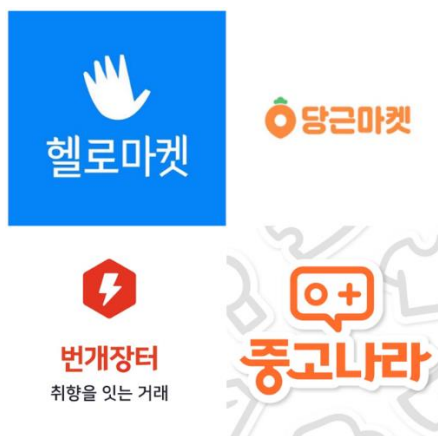 헬로마켓
당근마켓
번개장터
취향을 잇는 거래
중고나라